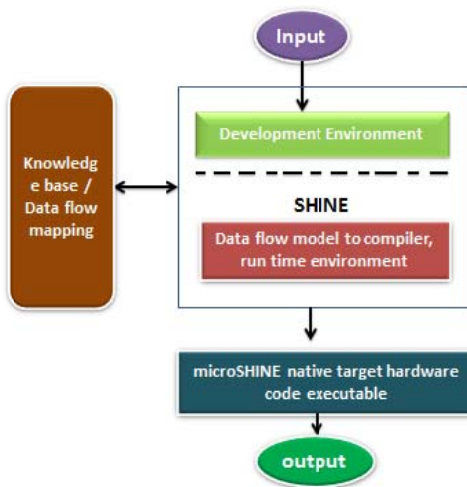 Input
Development Environment
Knowledg
e base /
Data flow
mapping
SHINE
Data flow model to compiler,
run time environment
microSHINE native target hardware
code executable
output